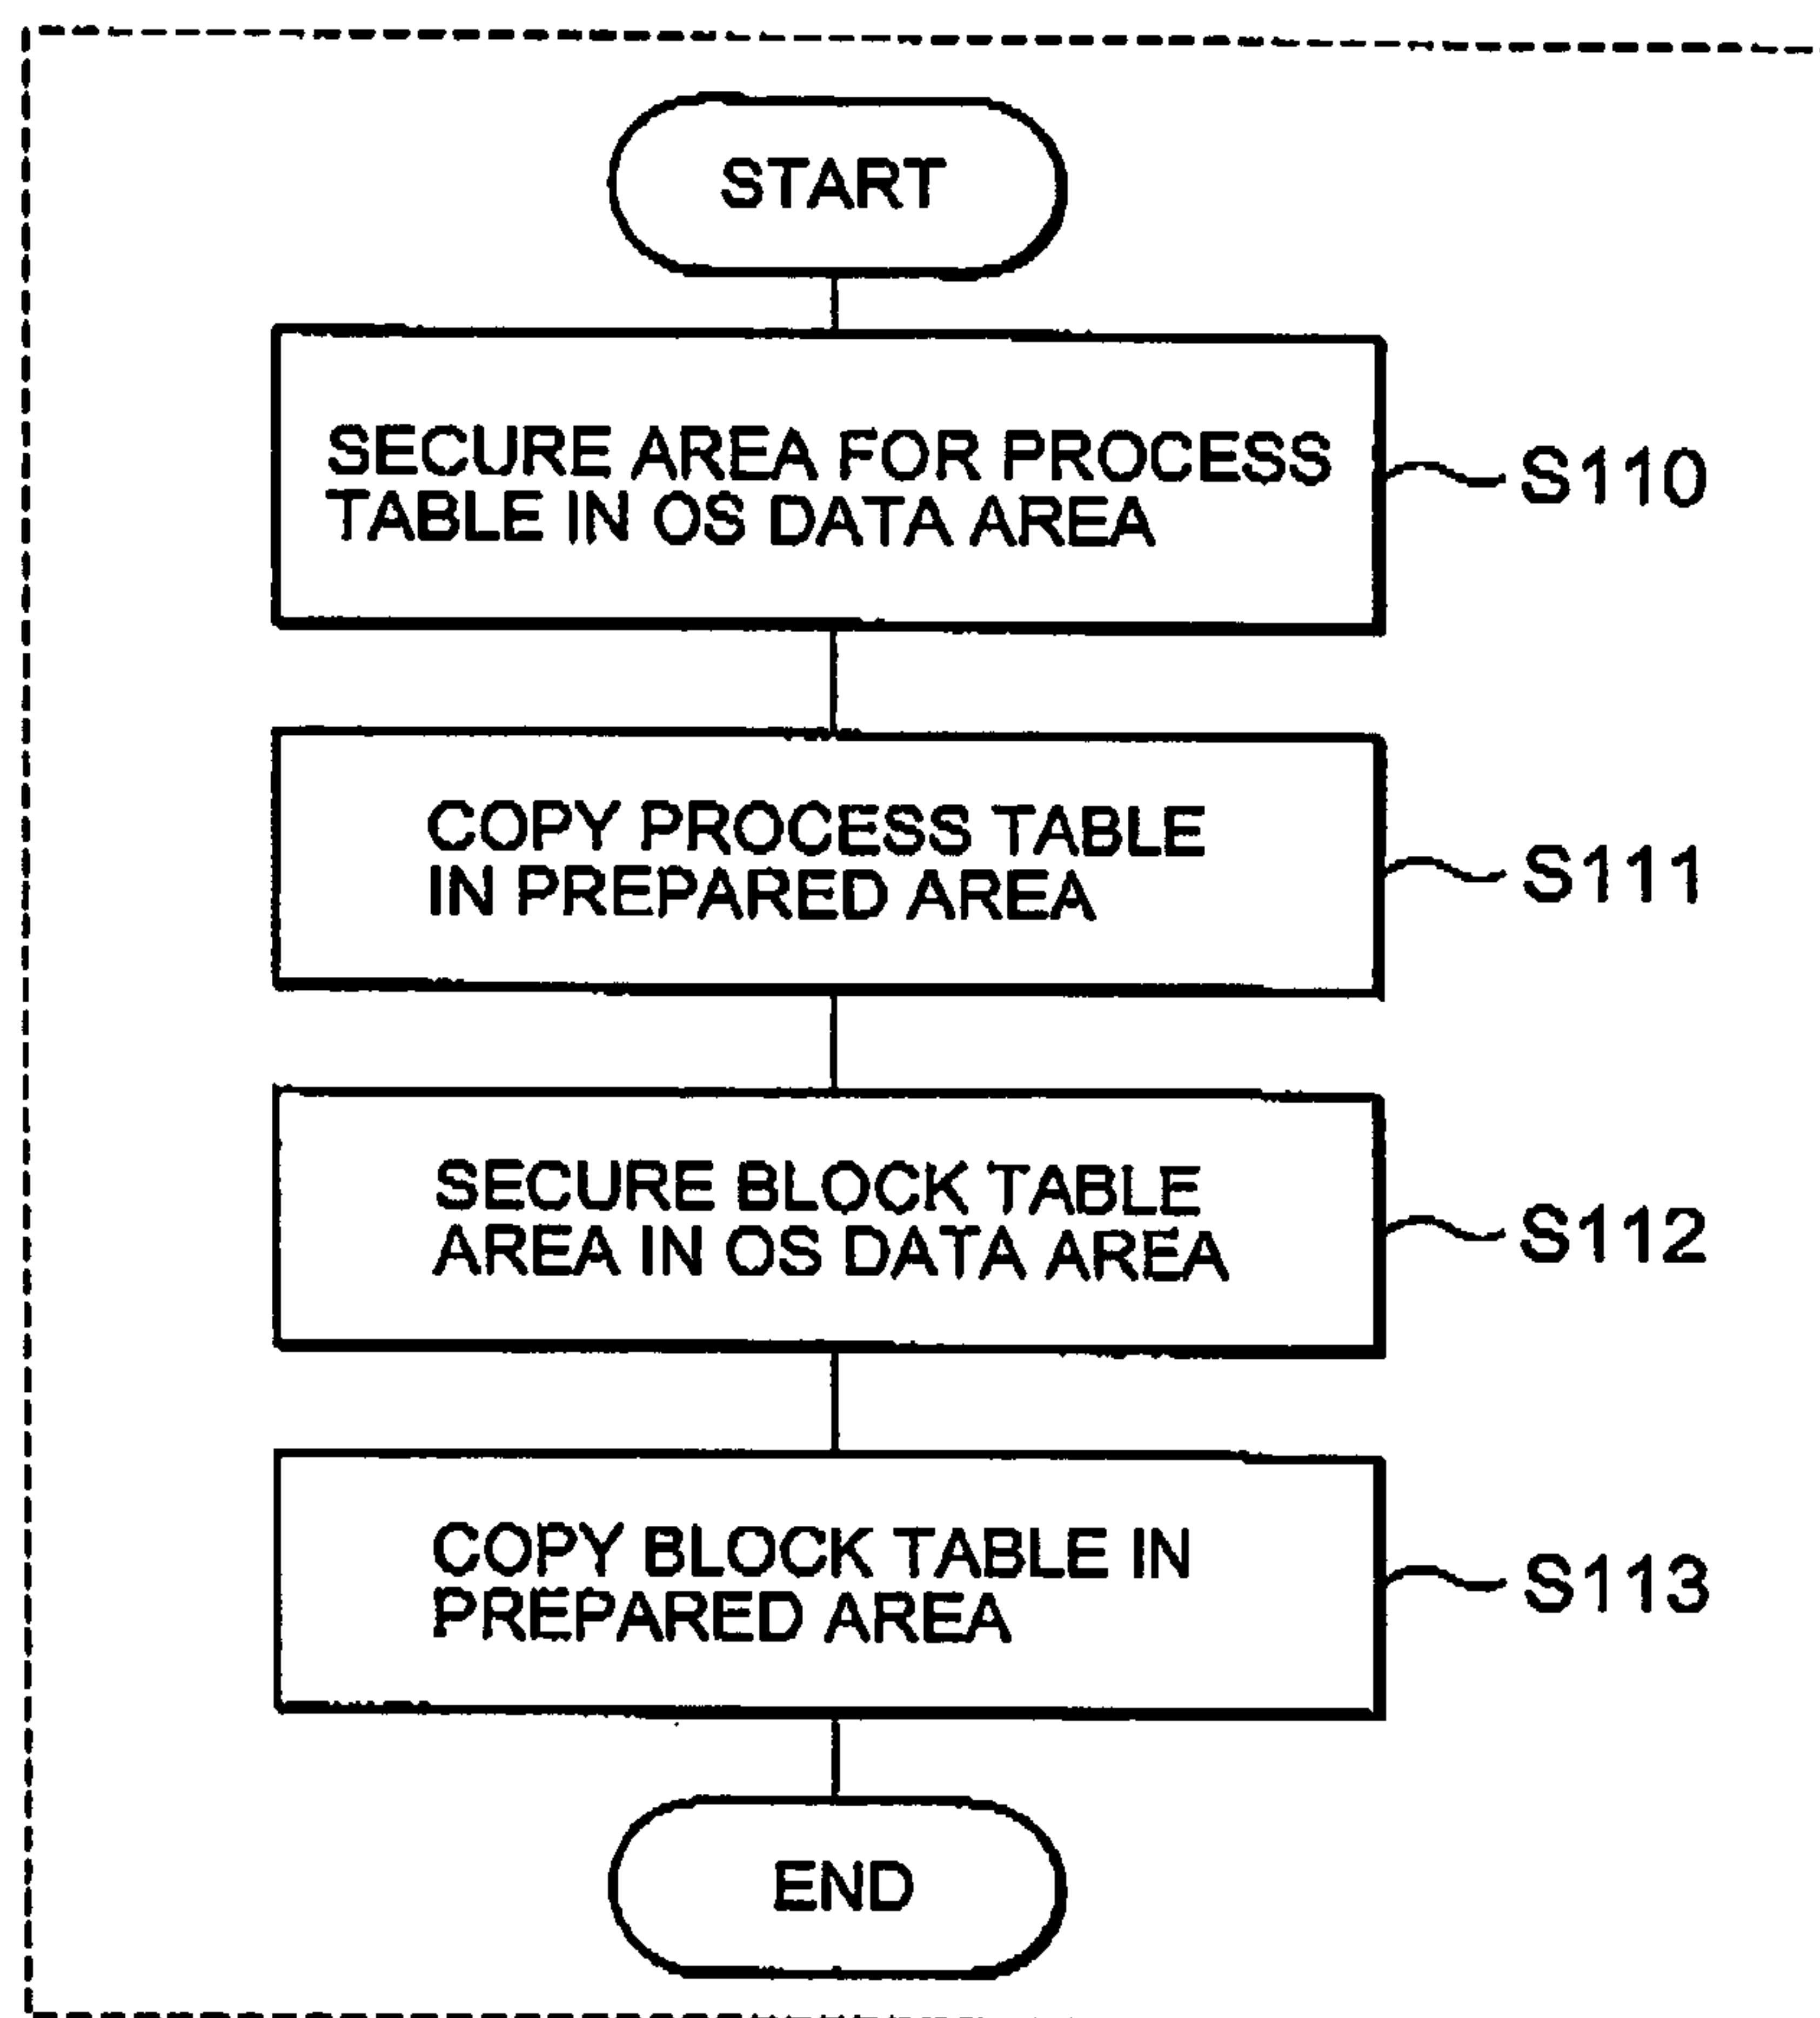 START
SECURE AREA FOR PROCESS
TABLE IN OS DATA AREA
S110
COPY PROCESS TABLE
IN PREPARED AREA
S111
SECURE BLOCK TABLE
AREA IN OS DATA AREA
S112
COPY BLOCK TABLE IN
PREPARED AREA
S113
END